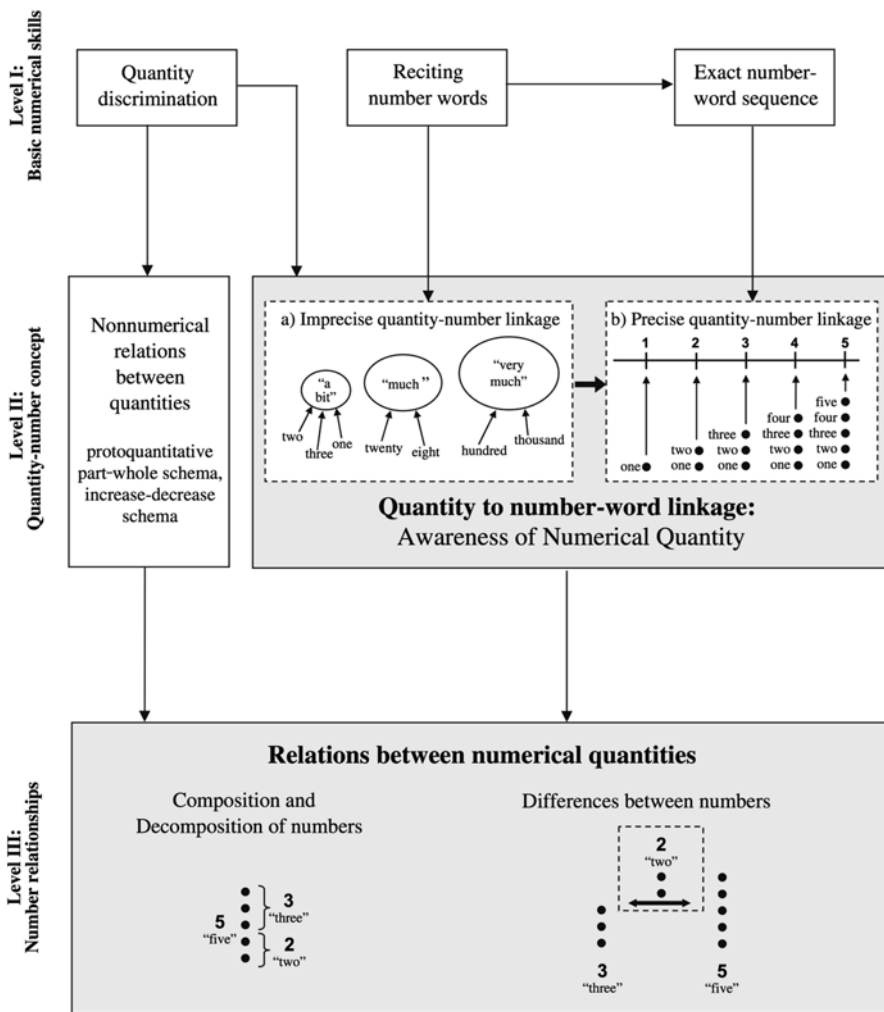 Level I:
Basic numerical skills
Quantity
discrimination
Reciting
number words
Exact number-
word sequence
Level II:
Quantity-number concept
Nonnumerical
relations
between
quantities
protoquantitative
part-whole schema,
increase-decrease
schema
a) Imprecise quantity-number linkage
“a
bit”
“much”
“very
much”
two
three
one
twenty
eight
hundred
thousand
b) Precise quantity-number linkage
1 2 3 4 5
five
four four
three three three
two two two two
one one one one one
Quantity to number-word linkage:
Awareness of Numerical Quantity
Level III:
Number relationships
Relations between numerical quantities
Composition and
Decomposition of numbers
5
“five”
3
“three”
2
“two”
Differences between numbers
2
“two”
3
“three”
5
“five”